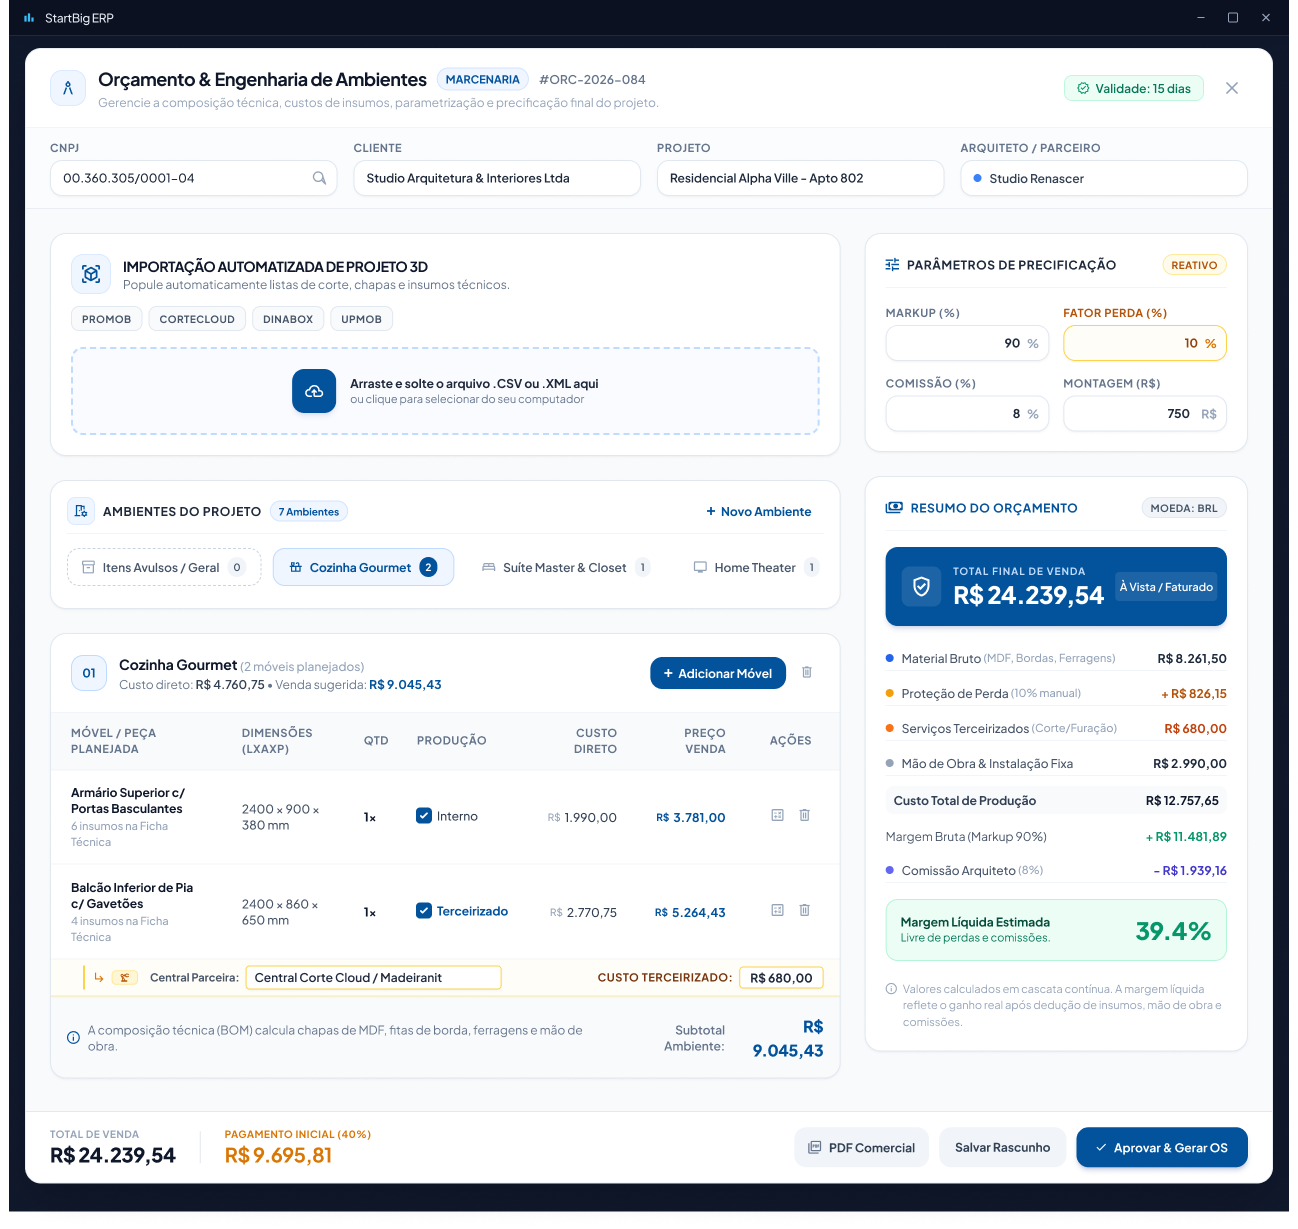 StartBig ERP
Orçamento & Engenharia de Ambientes
MARCENARIA
#ORC-2026-084
Gerencie a composição técnica, custos de insumos, parametrização e precificação final do projeto.
Validade: 15 dias
CNPJ
CLIENTE
PROJETO
ARQUITETO / PARCEIRO
00.360.305/0001-04
Studio Arquitetura & Interiores Ltda
Residencial Alpha Ville - Apto 802
Studio Renascer
IMPORTAÇÃO AUTOMATIZADA DE PROJETO 3D
Popule automaticamente listas de corte, chapas e insumos técnicos.
PROMOB
CORTECLOUD
DINABOX
UPMOB
Arraste e solte o arquivo .CSV ou .XML aqui
ou clique para selecionar do seu computador
AMBIENTES DO PROJETO
7 Ambientes
+ Novo Ambiente
Itens Avulsos / Geral 0
Cozinha Gourmet 2
Suíte Master & Closet 1
Home Theater 1
01
Cozinha Gourmet (2 móveis planejados)
Custo direto: R$ 4.760,75 • Venda sugerida: R$ 9.045,43
+ Adicionar Móvel
MÓVEL / PEÇA
PLANEJADA
DIMENSÕES
(LXAXP)
QTD
PRODUÇÃO
CUSTO
DIRETO
PREÇO
VENDA
AÇÕES
Armário Superior c/
Portas Basculantes
6 insumos na Ficha
Técnica
2400 × 900 ×
380 mm
1×
Interno
R$ 1.990,00
R$ 3.781,00
Balcão Inferior de Pia
c/ Gavetões
4 insumos na Ficha
Técnica
2400 × 860 ×
650 mm
1×
Terceirizado
R$ 2.770,75
R$ 5.264,43
Central Parceira:
Central Corte Cloud / Madeiranit
CUSTO TERCEIRIZADO:
R$ 680,00
A composição técnica (BOM) calcula chapas de MDF, fitas de borda, ferragens e mão de
obra.
Subtotal
Ambiente:
R$
9.045,43
PARÂMETROS DE PRECIFICAÇÃO
REATIVO
MARKUP (%)
FATOR PERDA (%)
90 %
10 %
COMISSÃO (%)
MONTAGEM (R$)
8 %
750 R$
RESUMO DO ORÇAMENTO
MOEDA: BRL
TOTAL FINAL DE VENDA
R$ 24.239,54
À Vista / Faturado
Material Bruto (MDF, Bordas, Ferragens) R$ 8.261,50
Proteção de Perda (10% manual) + R$ 826,15
Serviços Terceirizados (Corte/Furação) R$ 680,00
Mão de Obra & Instalação Fixa R$ 2.990,00
Custo Total de Produção R$ 12.757,65
Margem Bruta (Markup 90%) + R$ 11.481,89
Comissão Arquiteto (8%) - R$ 1.939,16
Margem Líquida Estimada
Livre de perdas e comissões.
39.4%
Valores calculados em cascata contínua. A margem líquida
reflete o ganho real após dedução de insumos, mão de obra e
comissões.
TOTAL DE VENDA
R$ 24.239,54
PAGAMENTO INICIAL (40%)
R$ 9.695,81
PDF Comercial
Salvar Rascunho
Aprovar & Gerar OS